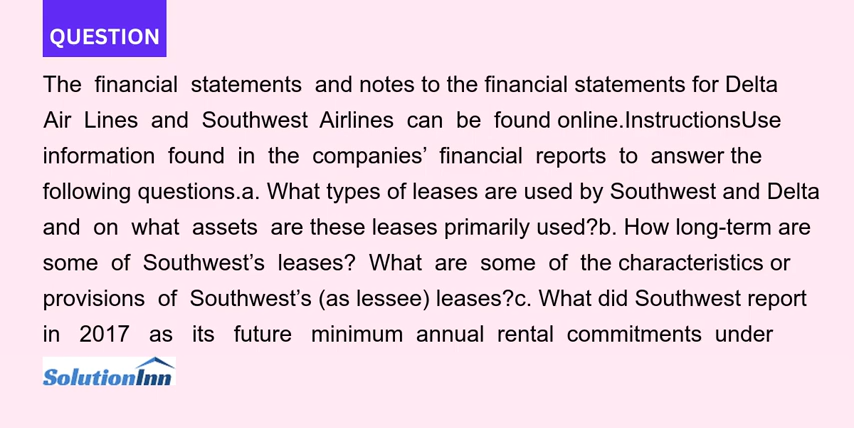 QUESTION
The financial statements and notes to the financial statements for Delta
Air Lines and Southwest Airlines can be found online.InstructionsUse
information found in the companies’ financial reports to answer the
following questions.a. What types of leases are used by Southwest and Delta
and on what assets are these leases primarily used?b. How long-term are
some of Southwest’s leases? What are some of the characteristics or
provisions of Southwest’s (as lessee) leases?c. What did Southwest report
in 2017 as its future minimum annual rental commitments under
SolutionInn